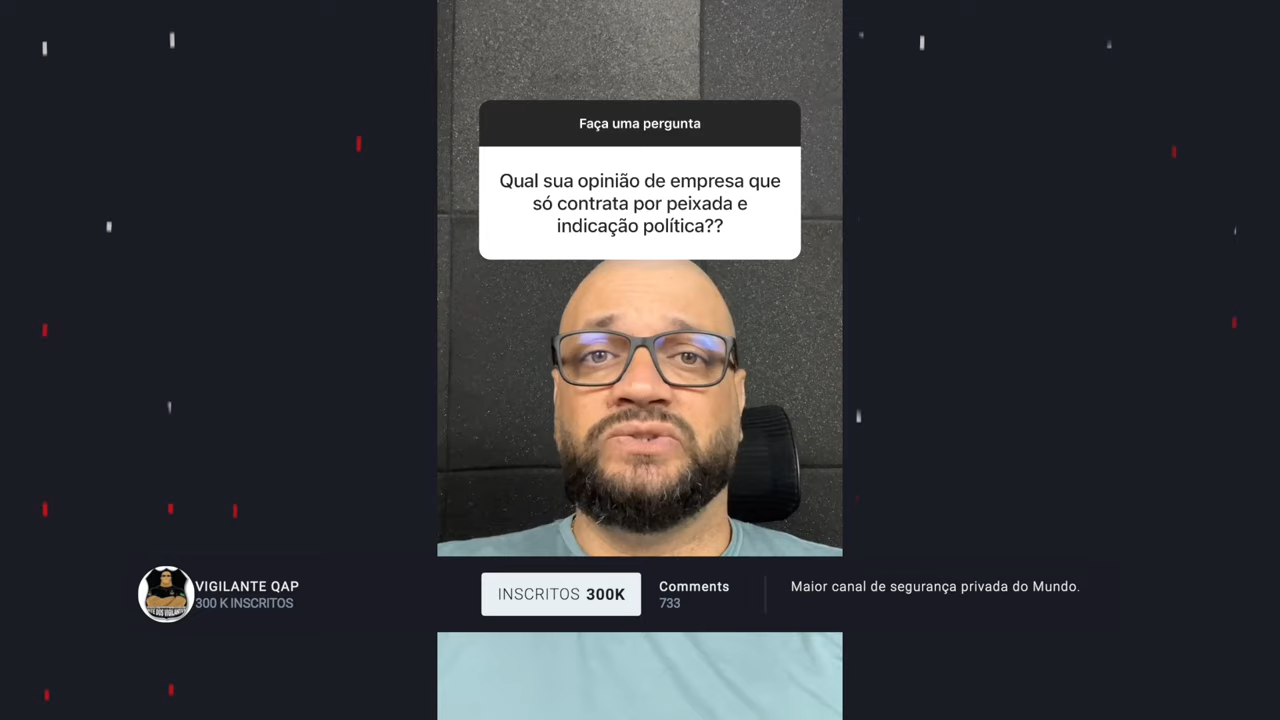 Faça uma pergunta
Qual sua opinião de empresa que
só contrata por peixada e
indicação política??
VIGILANTE QAP
300 K INSCRITOS
INSCRITOS 300K
Comments
733
Maior canal de segurança privada do Mundo.